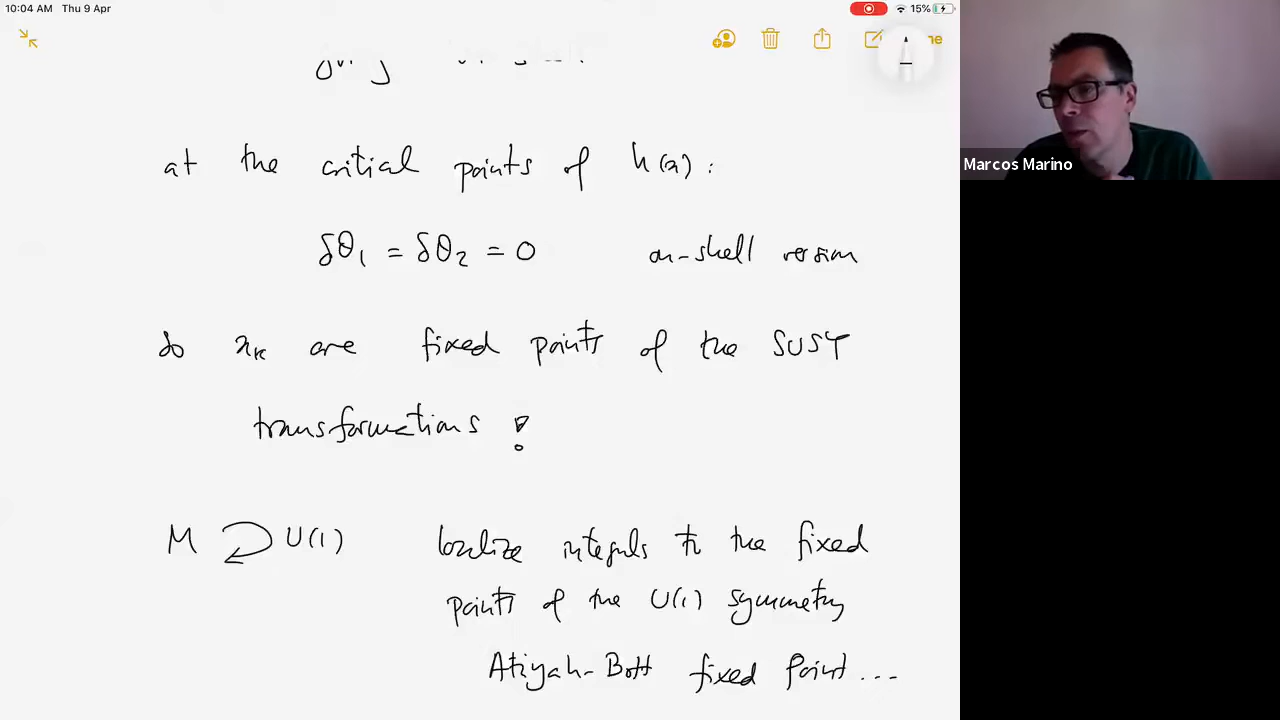 10:04 AM Thu 9 Apr
15%
Marcos Marino
at the critical points of h(x) :
δθ₁ = δθ₂ = 0 on-shell version
so xₖ are fixed points of the SUSY
transformations !
M U(1) localize integrals to the fixed
points of the U(1) symmetry
Atiyah-Bott fixed point ...